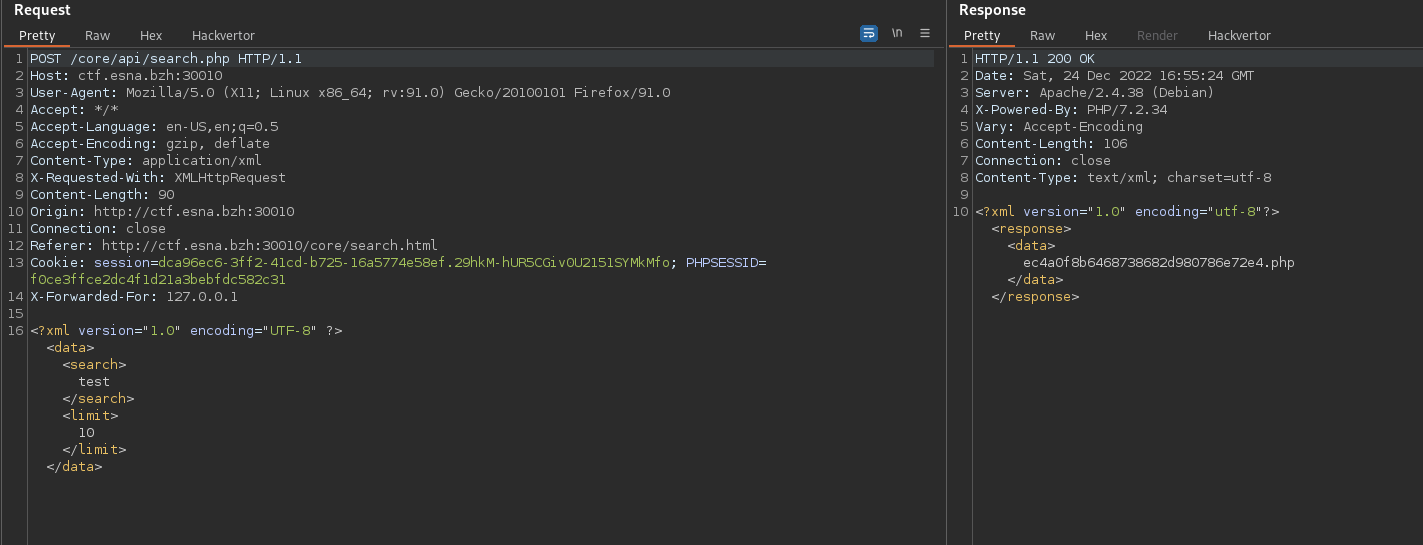 Request
Pretty Raw Hex Hackvertor \n ≡
1 POST /core/api/search.php HTTP/1.1
2 Host: ctf.esna.bzh:30010
3 User-Agent: Mozilla/5.0 (X11; Linux x86_64; rv:91.0) Gecko/20100101 Firefox/91.0
4 Accept: */*
5 Accept-Language: en-US,en;q=0.5
6 Accept-Encoding: gzip, deflate
7 Content-Type: application/xml
8 X-Requested-With: XMLHttpRequest
9 Content-Length: 90
10 Origin: http://ctf.esna.bzh:30010
11 Connection: close
12 Referer: http://ctf.esna.bzh:30010/core/search.html
13 Cookie: session=dca96ec6-3ff2-41cd-b725-16a5774e58ef.29hkM-hUR5CGiv0U2151SYMkMfo; PHPSESSID=
f0ce3ffce2dc4f1d21a3bebfdc582c31
14 X-Forwarded-For: 127.0.0.1
15
16 <?xml version="1.0" encoding="UTF-8" ?>
<data>
<search>
test
</search>
<limit>
10
</limit>
</data>
Response
Pretty Raw Hex Render Hackvertor
1 HTTP/1.1 200 OK
2 Date: Sat, 24 Dec 2022 16:55:24 GMT
3 Server: Apache/2.4.38 (Debian)
4 X-Powered-By: PHP/7.2.34
5 Vary: Accept-Encoding
6 Content-Length: 106
7 Connection: close
8 Content-Type: text/xml; charset=utf-8
9
10 <?xml version="1.0" encoding="utf-8"?>
<response>
<data>
ec4a0f8b6468738682d980786e72e4.php
</data>
</response>